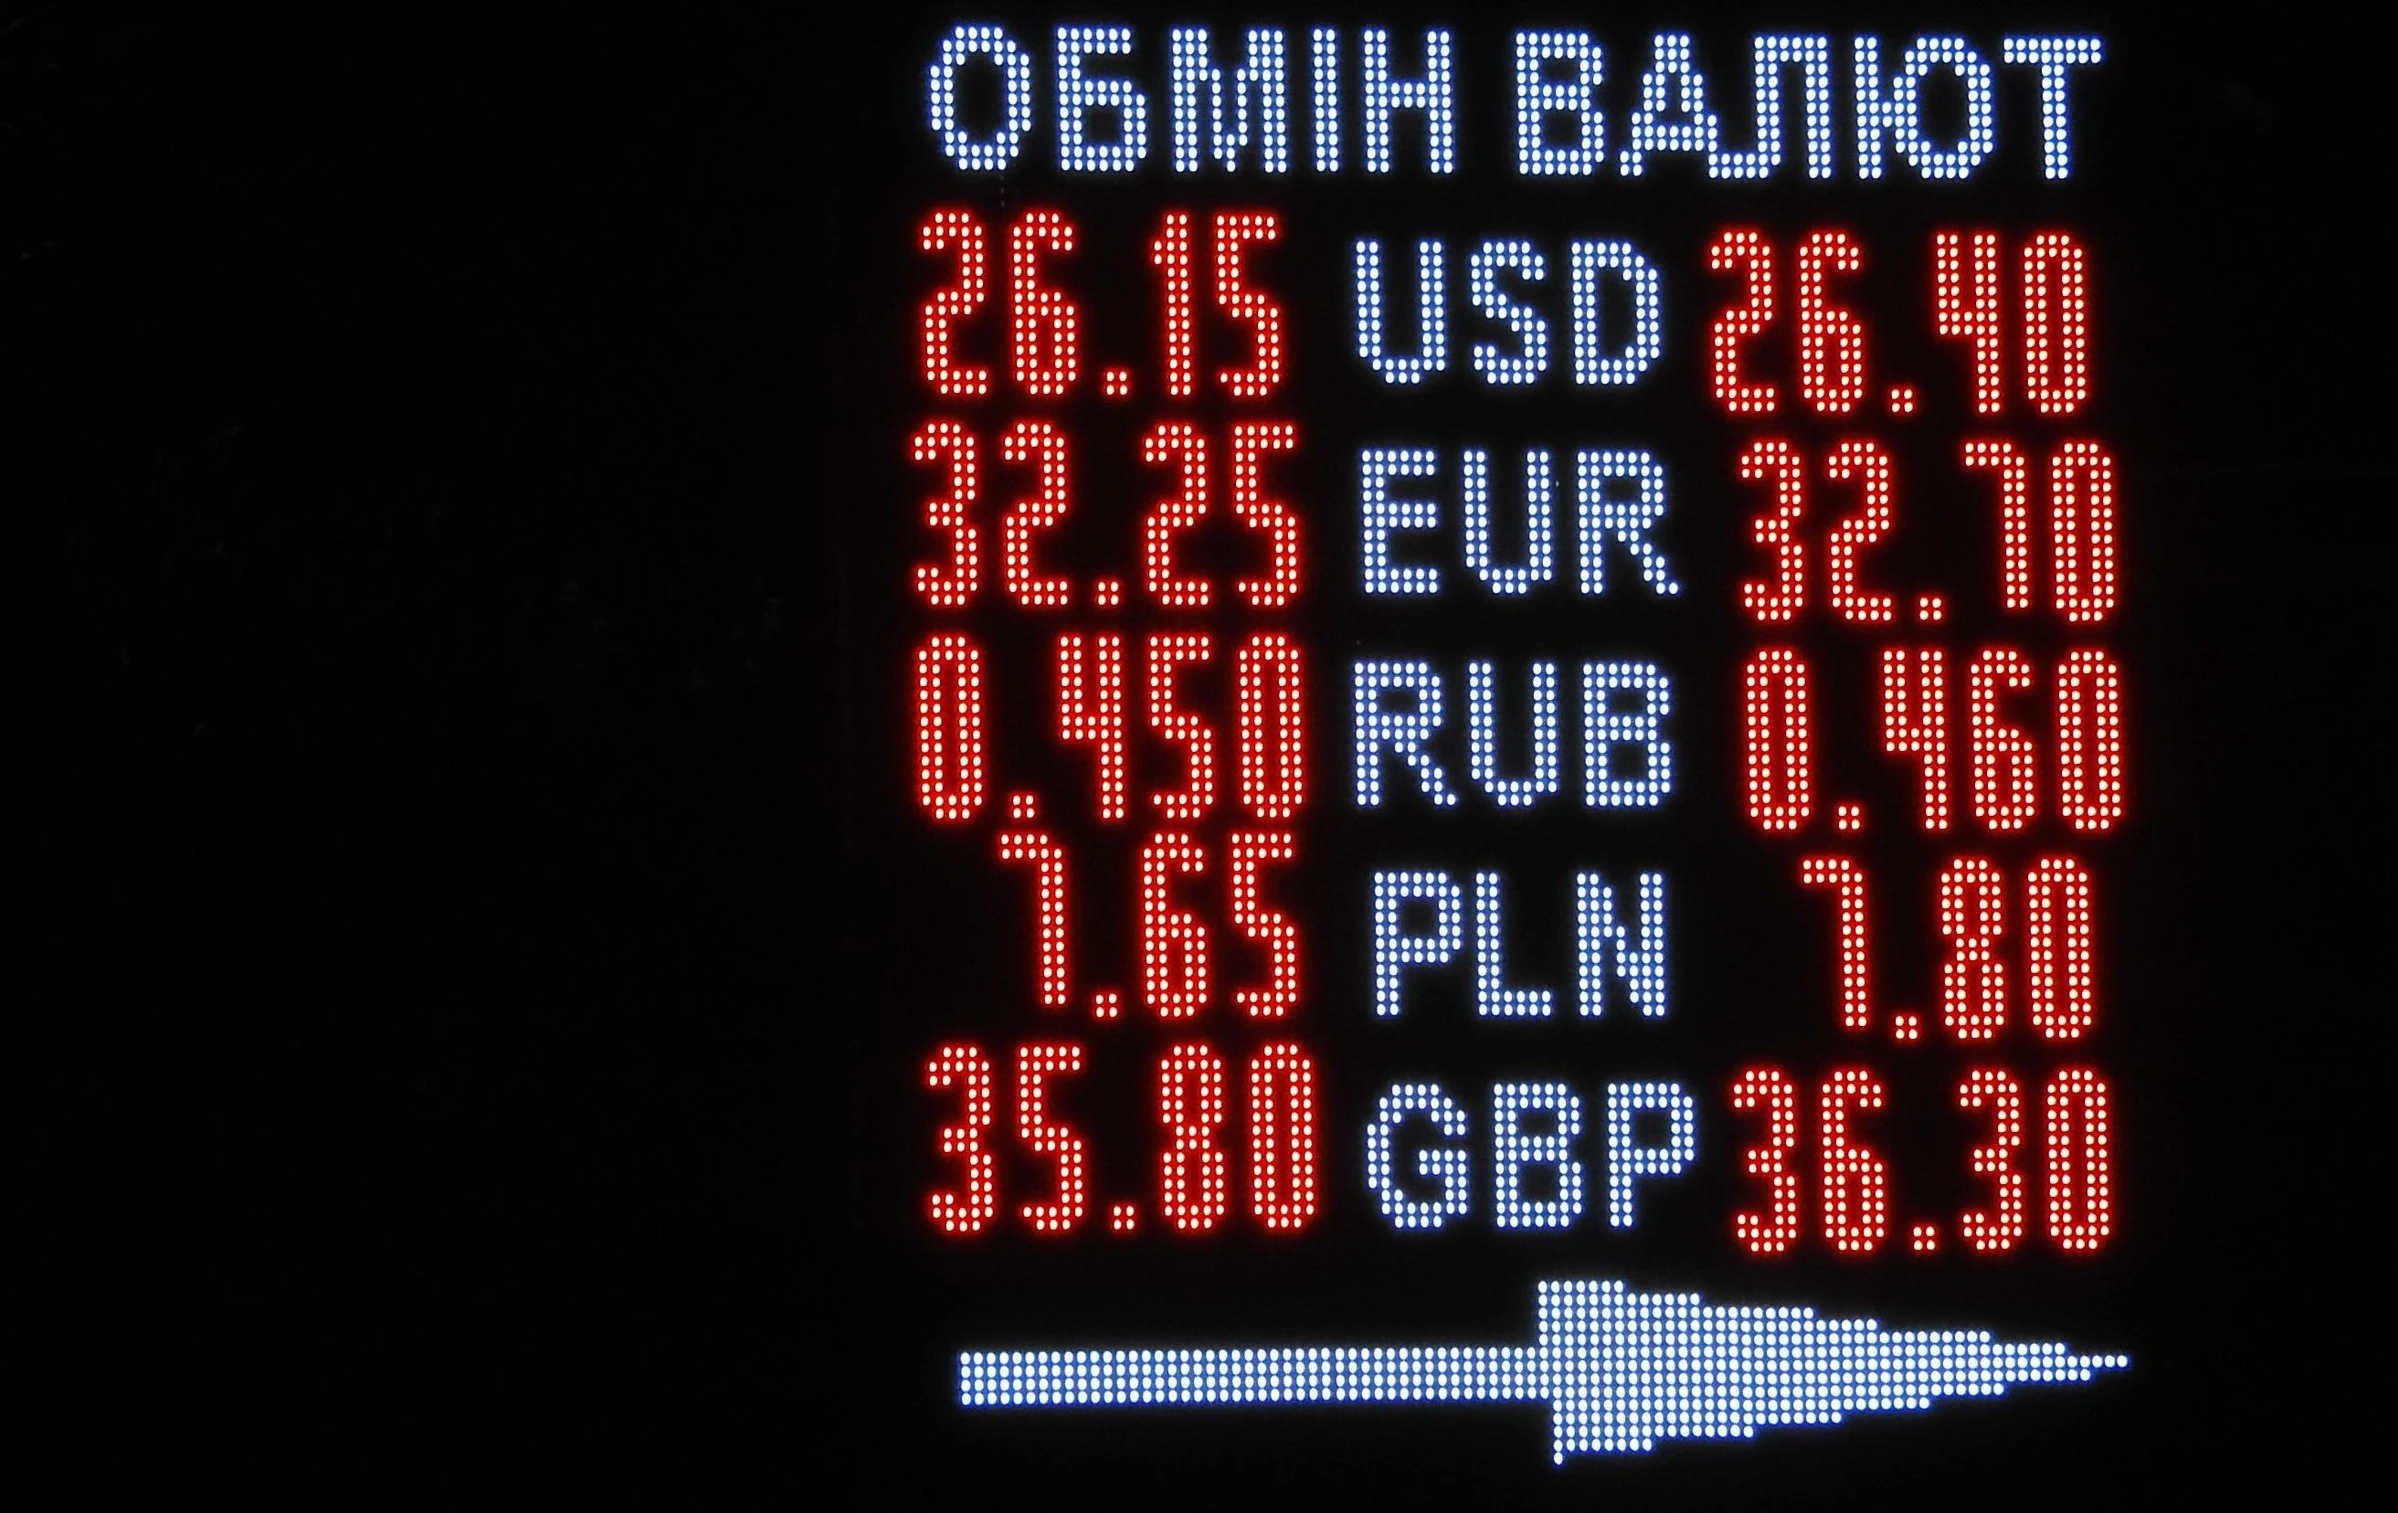 ОБМІН ВАЛЮТ
26.15 USD 26.40
32.25 EUR 32.70
0.450 RUB 0.460
7.65 PLN 7.80
35.80 GBP 36.30